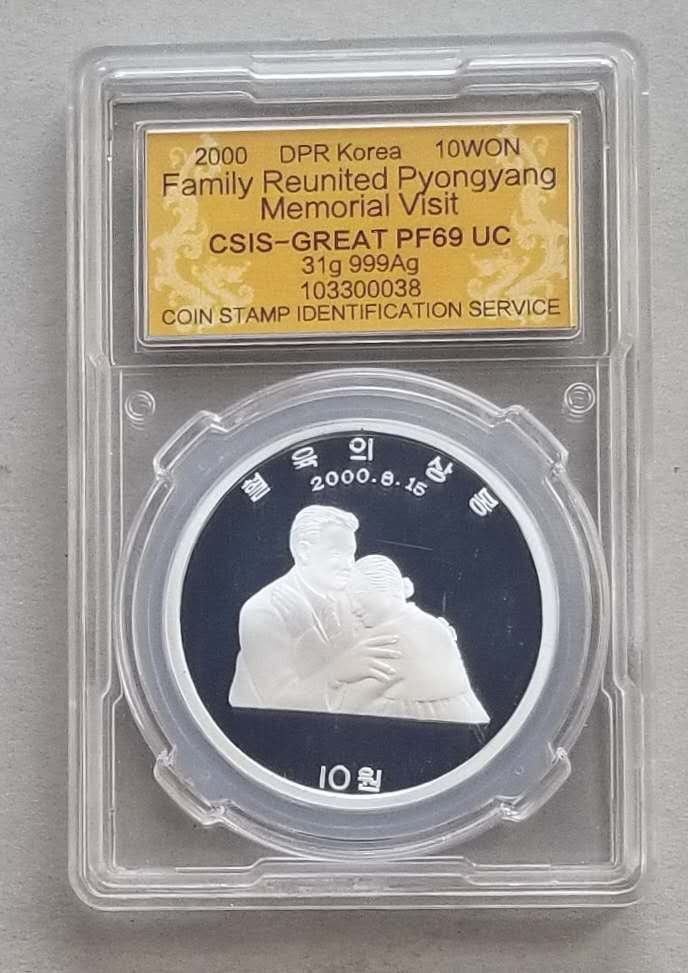 2000 DPR Korea 10WON
Family Reunited Pyongyang
Memorial Visit
CSIS-GREAT PF69 UC
31g 999Ag
103300038
COIN STAMP IDENTIFICATION SERVICE
혈육의상봉
2000.8.15
10원